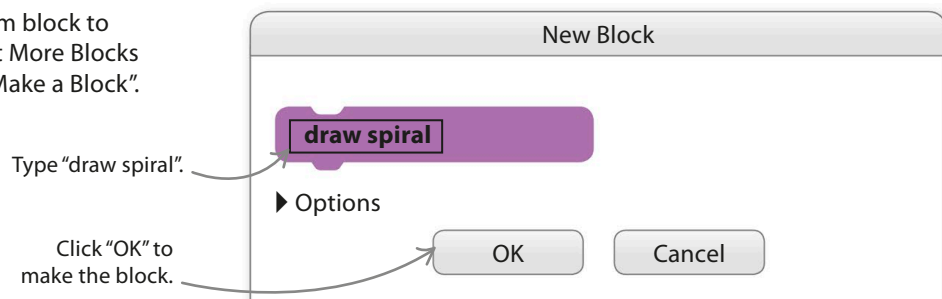 m block to
More Blocks
Make a Block”.
New Block
draw spiral
Type “draw spiral”.
Options
Click “OK” to
make the block.
OK
Cancel